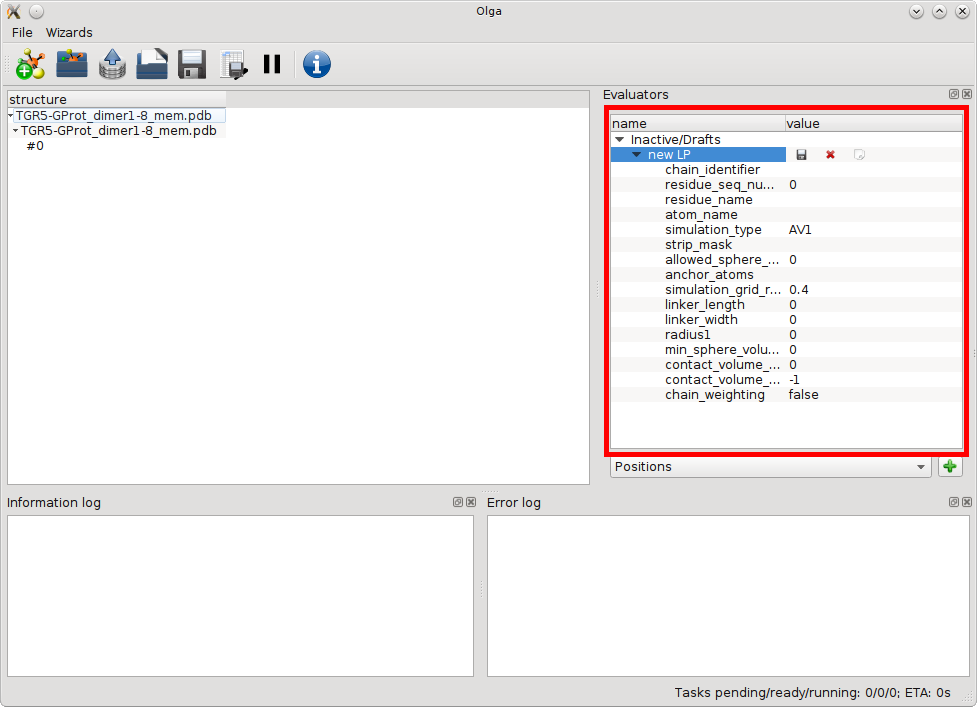 Olga
File Wizards
structure
TGR5-GProt_dimer1-8_mem.pdb
TGR5-GProt_dimer1-8_mem.pdb
#0
Evaluators
name value
Inactive/Drafts
new LP
chain_identifier
residue_seq_nu... 0
residue_name
atom_name
simulation_type AV1
strip_mask
allowed_sphere_... 0
anchor_atoms
simulation_grid_r... 0.4
linker_length 0
linker_width 0
radius1 0
min_sphere_volu... 0
contact_volume_... 0
contact_volume_... -1
chain_weighting false
Positions
Information log
Error log
Tasks pending/ready/running: 0/0/0; ETA: 0s